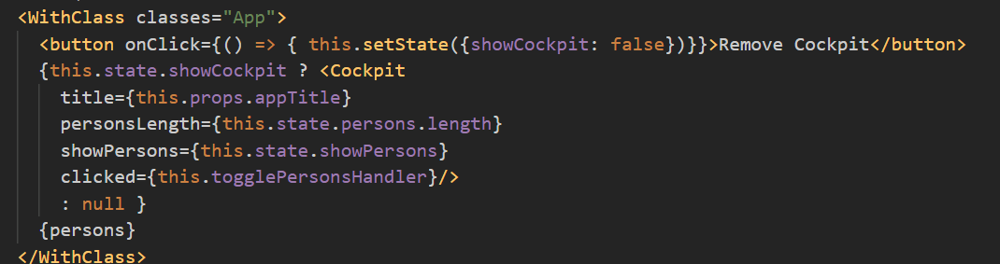 <WithClass classes="App">
<button onClick={() => { this.setState({showCockpit: false})}}>Remove Cockpit</button>
{this.state.showCockpit ? <Cockpit
title={this.props.appTitle}
personsLength={this.state.persons.length}
showPersons={this.state.showPersons}
clicked={this.togglePersonsHandler}/>
: null }
{persons}
</WithClass>